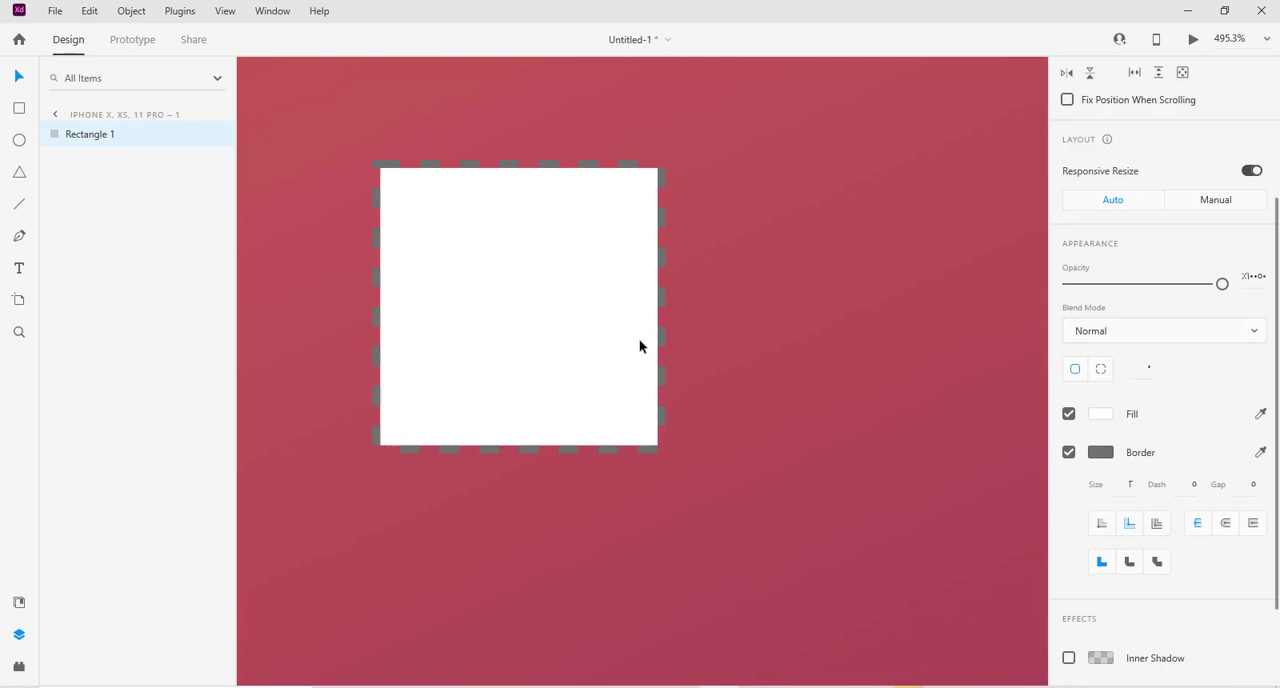 Xd File Edit Object Plugins View Window Help
Design Prototype Share Untitled-1 * 495.3%
All Items
IPHONE X, XS, 11 PRO – 1
Rectangle 1
Fix Position When Scrolling
LAYOUT
Responsive Resize
Auto Manual
APPEARANCE
Opacity
Blend Mode
Normal
Fill
Border
Size Dash Gap
EFFECTS
Inner Shadow